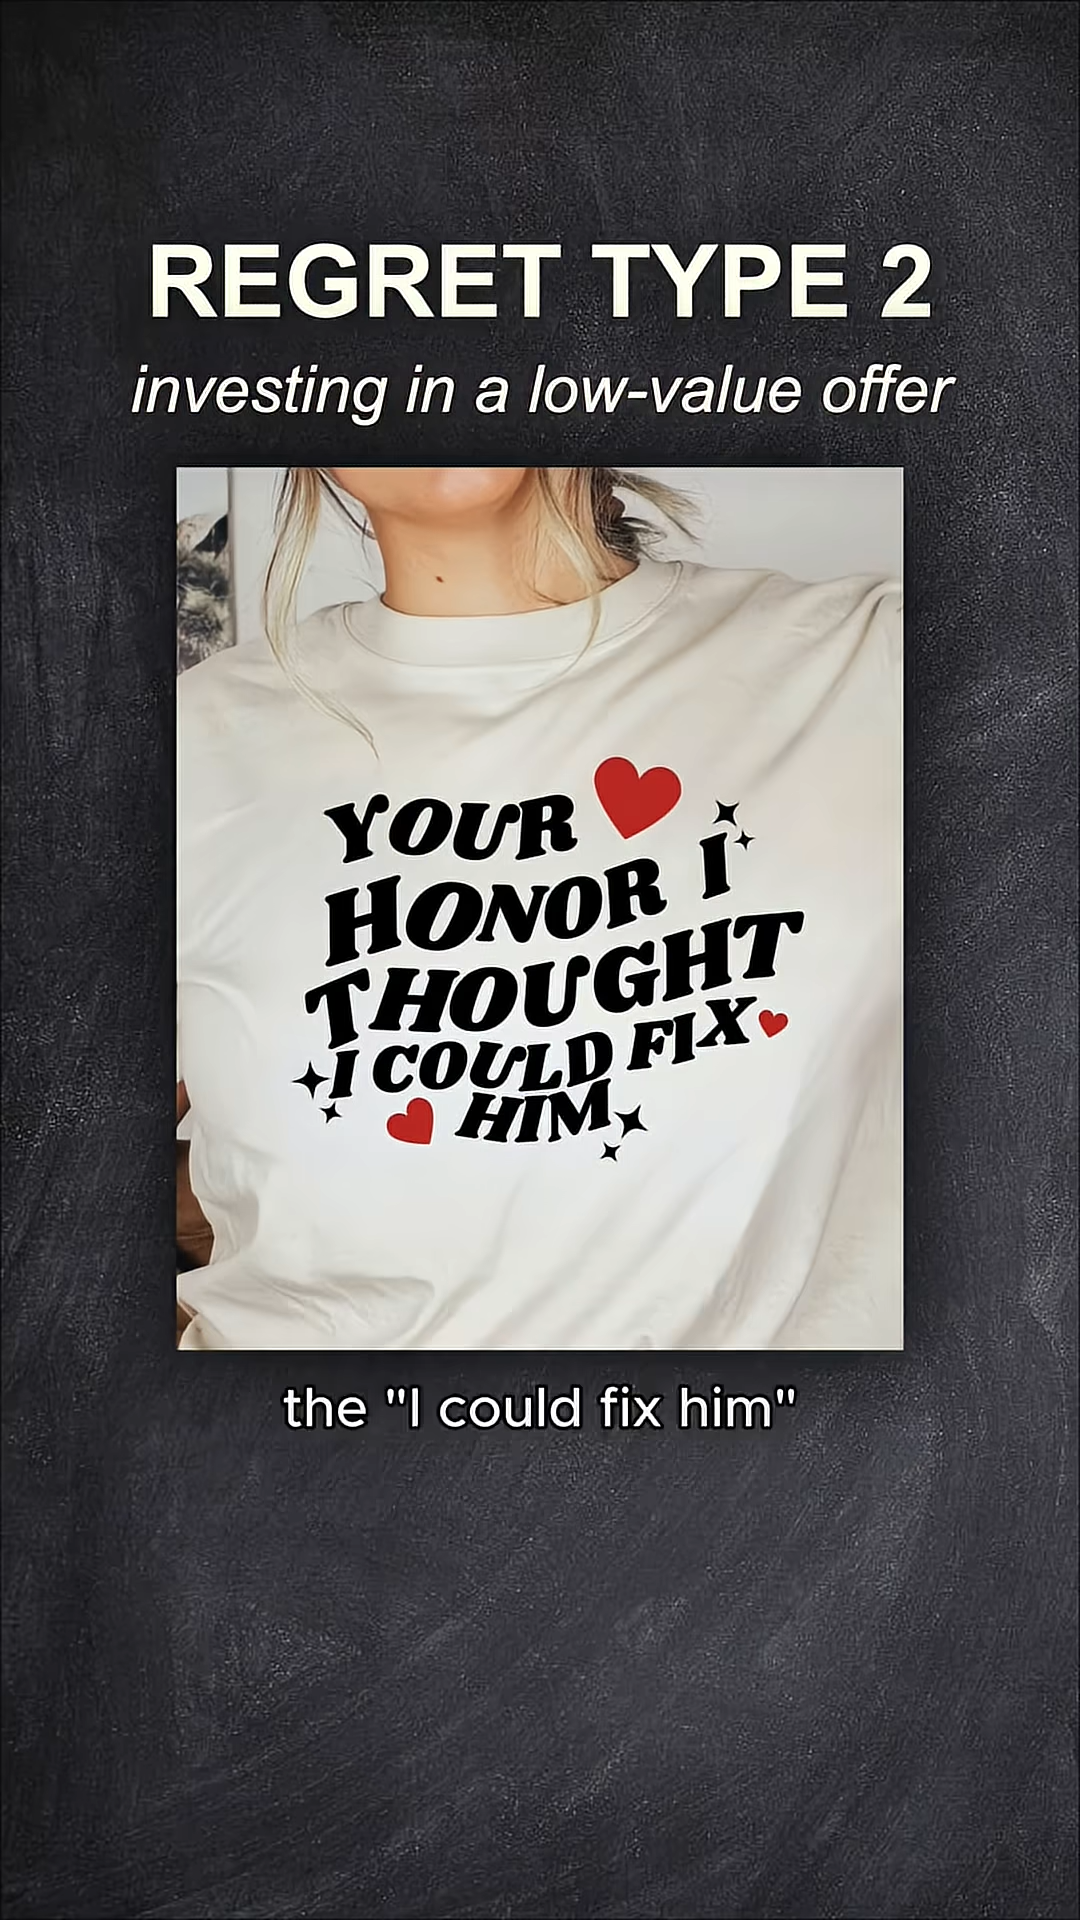 REGRET TYPE 2
investing in a low-value offer
YOUR
HONOR I
THOUGHT
I COULD FIX
HIM
the "I could fix him"